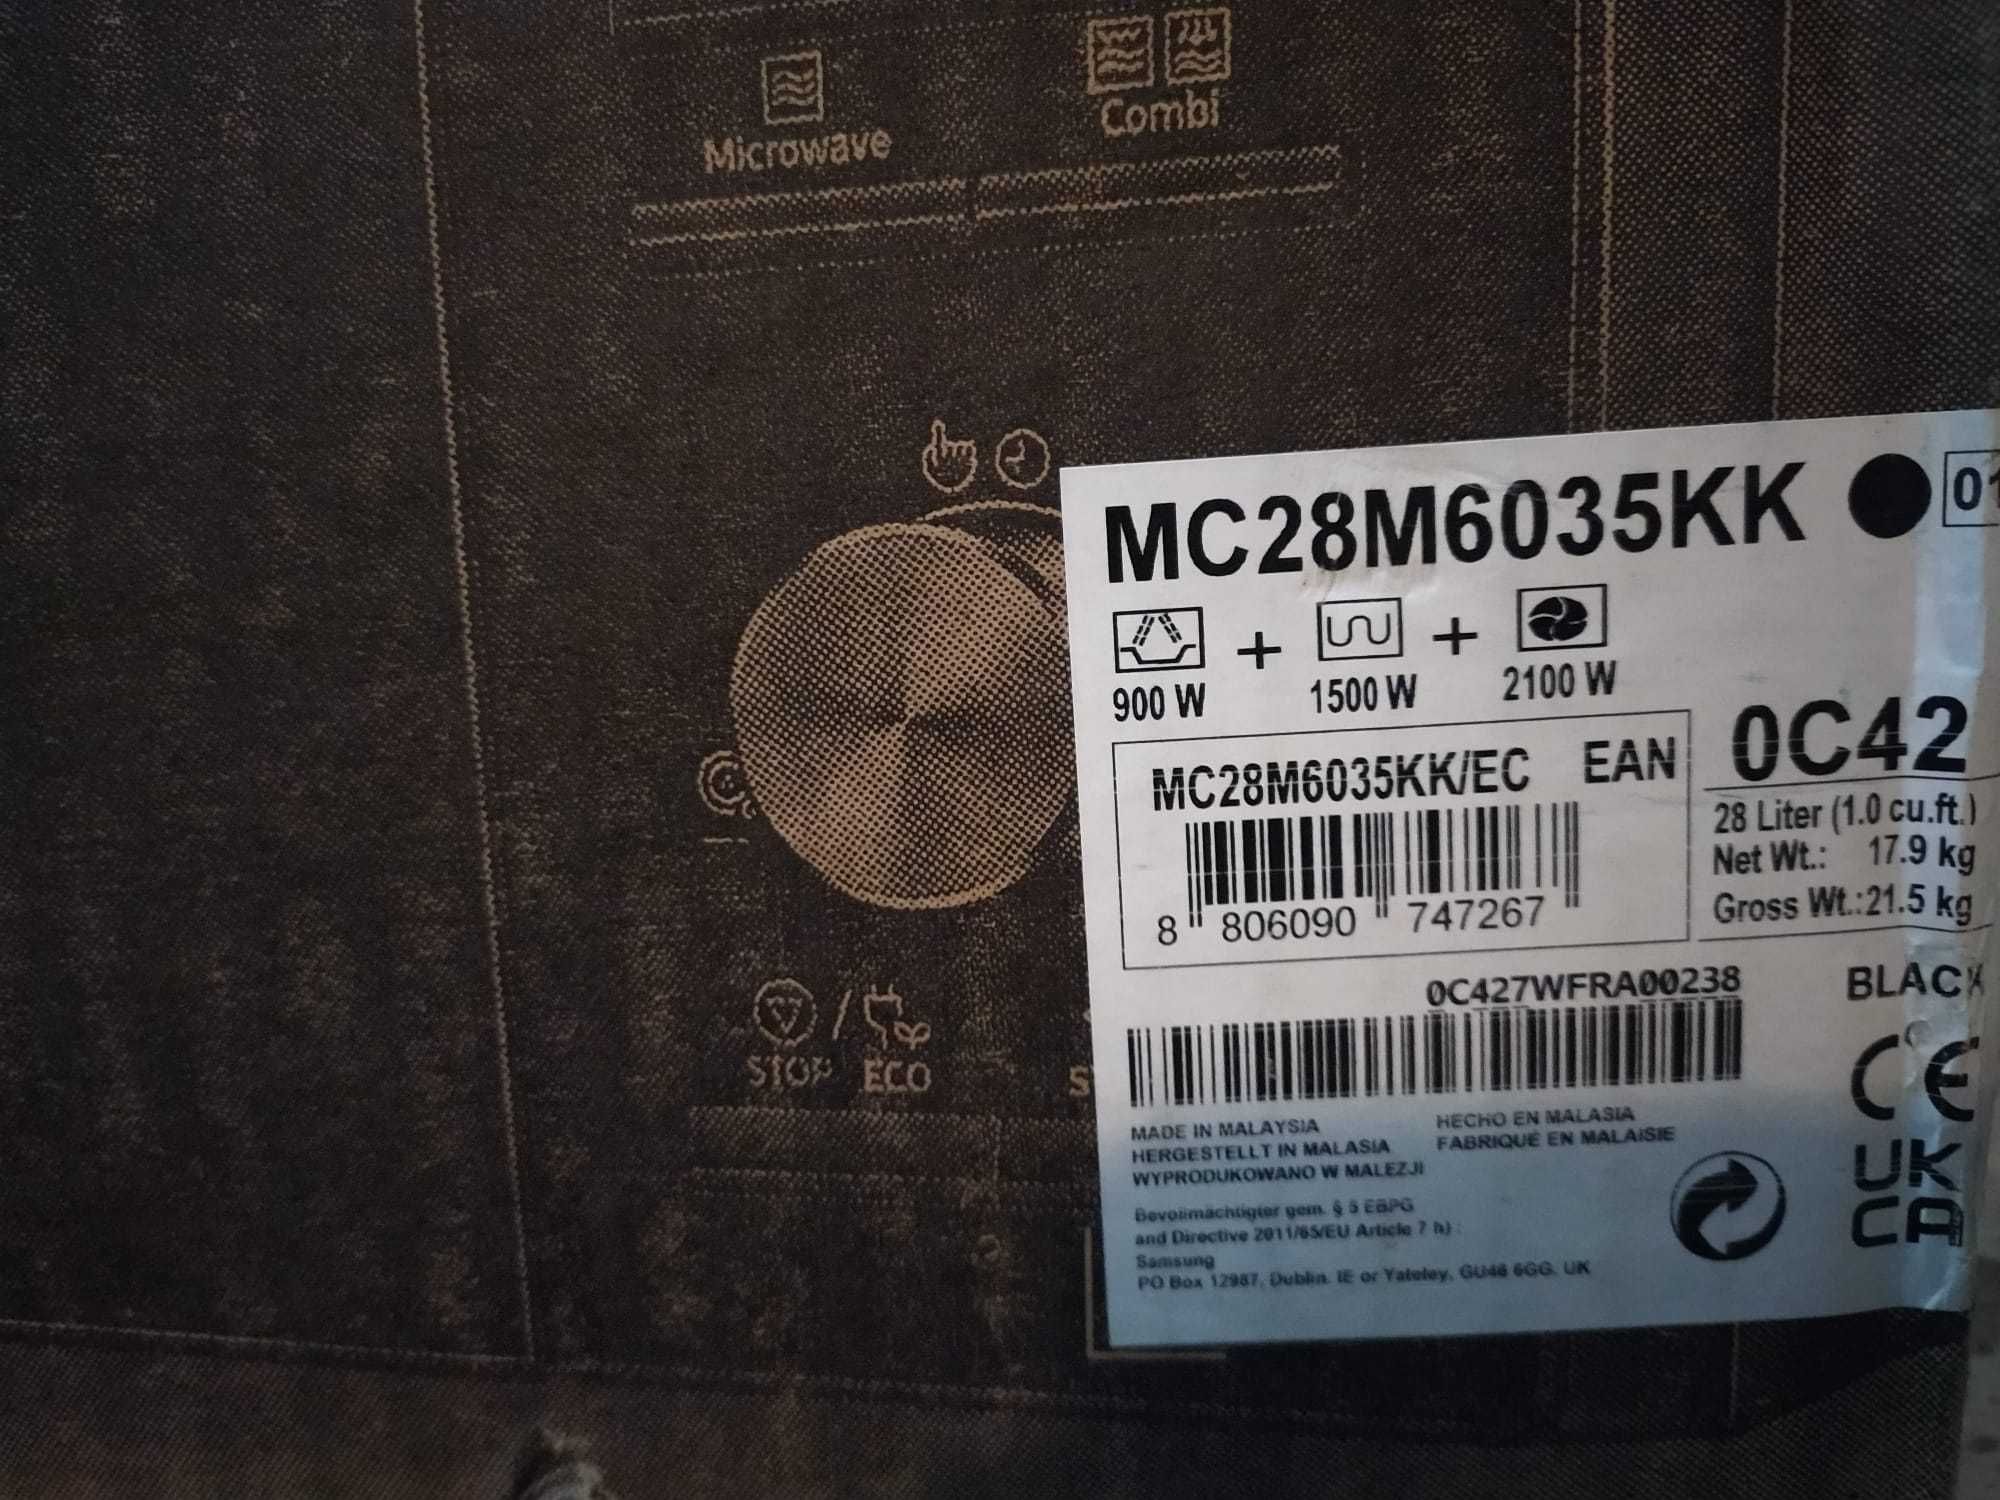 Microwave
Combi
MC28M6035KK
900 W + 1500 W + 2100 W
MC28M6035KK/EC EAN
8 806090 747267
0C42
28 Liter (1.0 cu.ft.)
Net Wt.: 17.9 kg
Gross Wt.:21.5 kg
0C427WFRA00238
BLACK
STOP / ECO
MADE IN MALAYSIA
HERGESTELLT IN MALASIA
WYPRODUKOWANO W MALEZJI
HECHO EN MALASIA
FABRIQUÉ EN MALAISIE
CE
UK
CA
Bevollmächtigter gem. § 5 EBPG
and Directive 2011/65/EU Article 7 h) :
Samsung
PO Box 12987, Dublin. IE or Yateley, GU46 6GG. UK